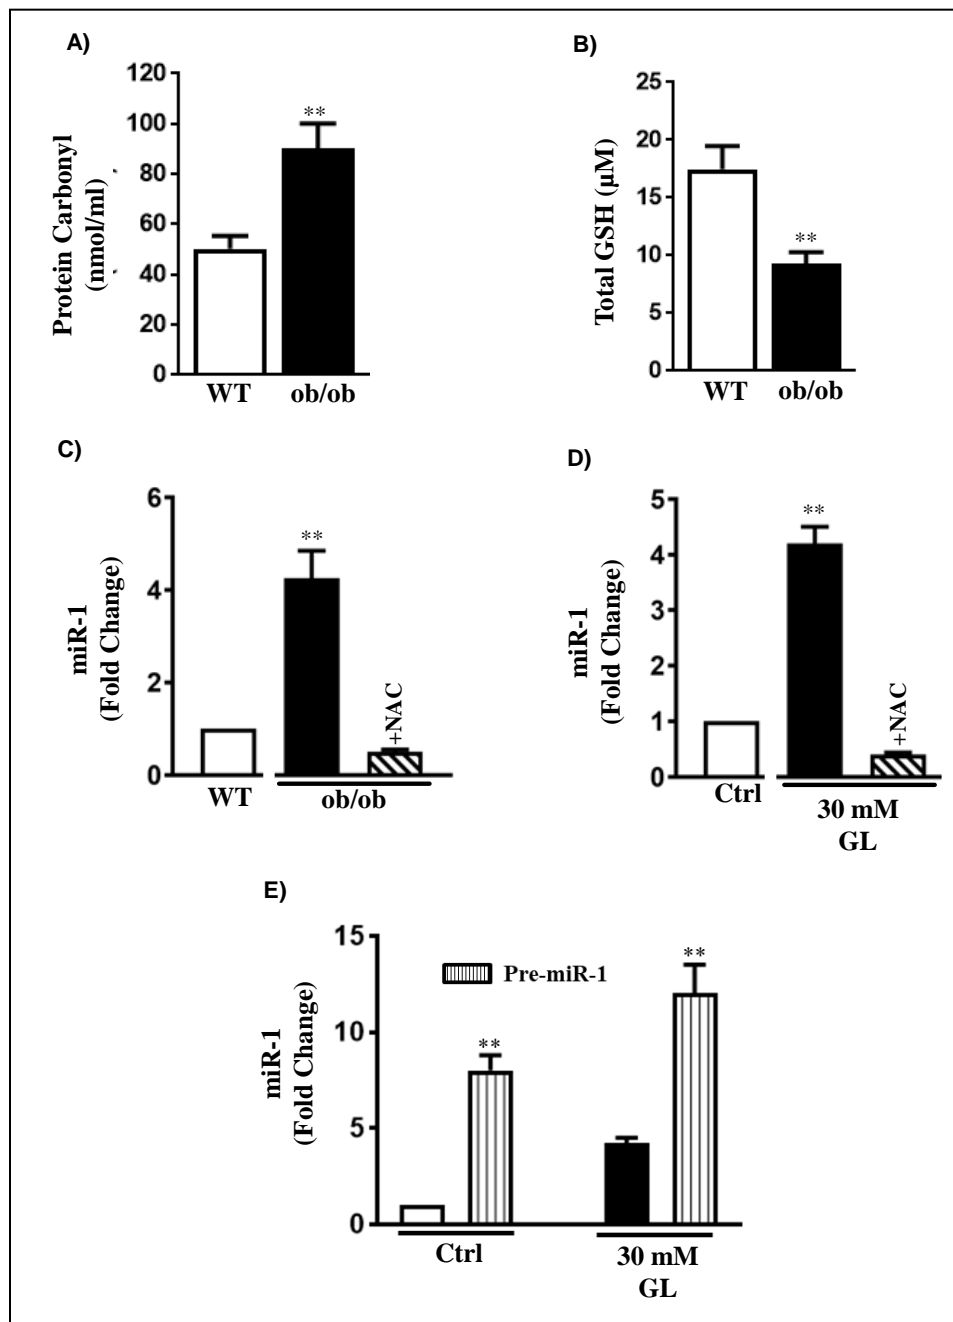 A)
Protein Carbonyl
(nmol/ml)
120
100
80
60
40
20
0
**
WT
ob/ob
B)
Total GSH (µM)
25
20
15
10
5
0
**
WT
ob/ob
C)
miR-1
(Fold Change)
6
4
2
0
**
+NAC
WT
ob/ob
D)
miR-1
(Fold Change)
5
4
3
2
1
0
**
+NAC
Ctrl
30 mM
GL
E)
miR-1
(Fold Change)
15
10
5
0
Pre-miR-1
**
**
Ctrl
30 mM
GL